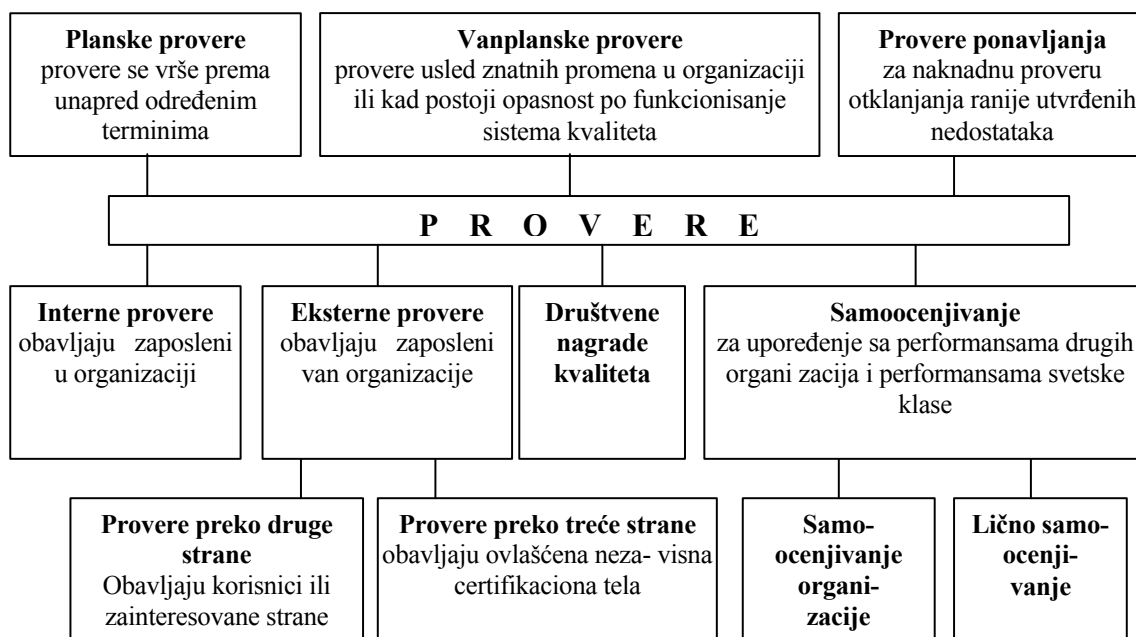 Planske provere
provere se vrše prema
unapred određenim
terminima
Vanplanske provere
provere usled znatnih promena u organizaciji
ili kad postoji opasnost po funkcionisanje
sistema kvaliteta
Provere ponavljanja
za naknadnu proveru
otklanjanja ranije utvrđenih
nedostataka
P R O V E R E
Interne provere
obavljaju zaposleni
u organizaciji
Eksterne provere
obavljaju zaposleni
van organizacije
Društvene
nagrade
kvaliteta
Samoocenjivanje
za upoređenje sa performansama drugih
organi zacija i performansama svetske
klase
Provere preko druge
strane
Obavljaju korisnici ili
zainteresovane strane
Provere preko treće strane
obavljaju ovlašćena neza- visna
certifikaciona tela
Samo-
ocenjivanje
organi-
zacije
Lično samo-
ocenji-
vanje